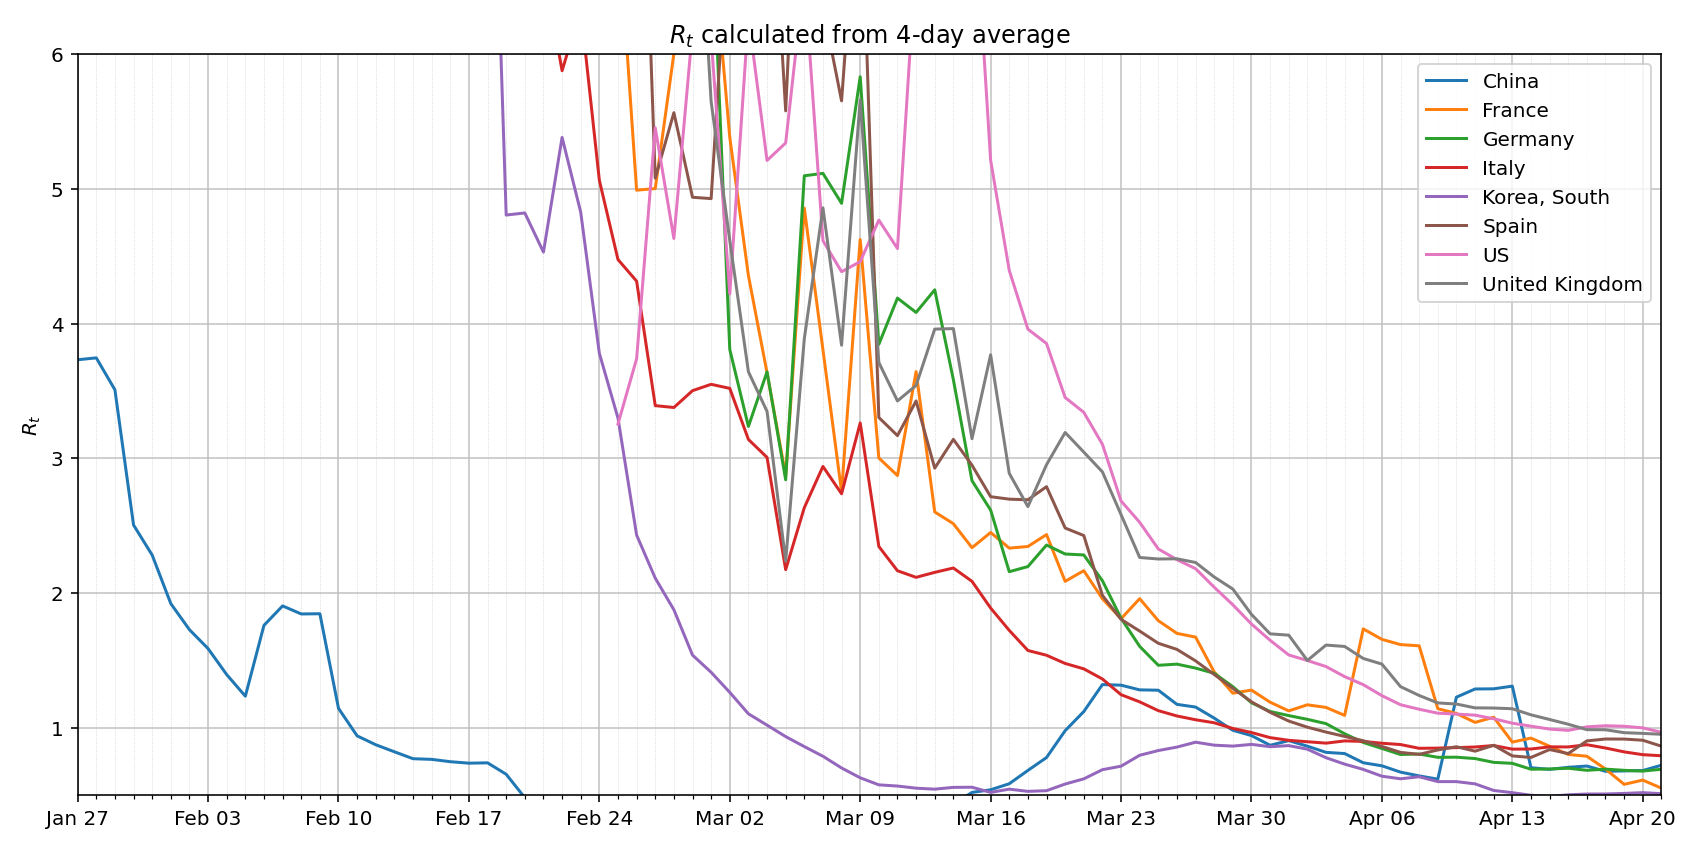 R_t calculated from 4-day average
6
5
4
3
2
1
R_t
China
France
Germany
Italy
Korea, South
Spain
US
United Kingdom
Jan 27 Feb 03 Feb 10 Feb 17 Feb 24 Mar 02 Mar 09 Mar 16 Mar 23 Mar 30 Apr 06 Apr 13 Apr 20